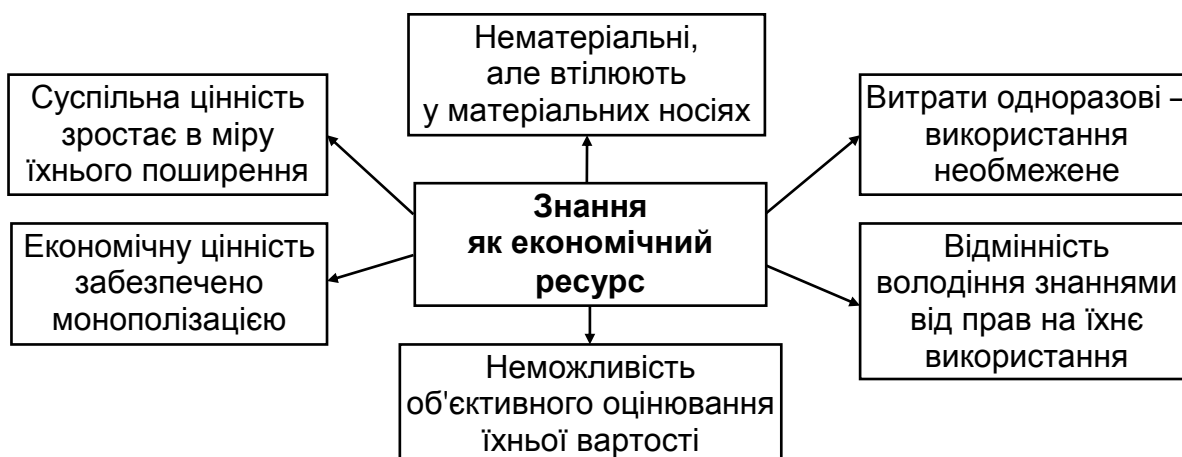 Нематеріальні,
але втілюють
у матеріальних носіях
Суспільна цінність
зростає в міру
їхнього поширення
Витрати одноразові –
використання
необмежене
Знання
як економічний
ресурс
Економічну цінність
забезпечено
монополізацією
Відмінність
володіння знаннями
від прав на їхнє
використання
Неможливість
об'єктивного оцінювання
їхньої вартості